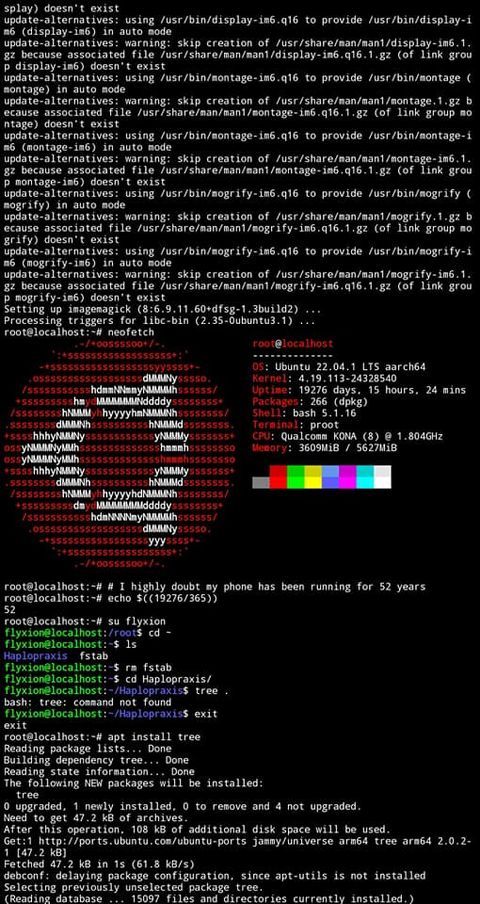 splay) doesn't exist
update-alternatives: using /usr/bin/display-im6.q16 to provide /usr/bin/display-i
m6 (display-im6) in auto mode
update-alternatives: warning: skip creation of /usr/share/man/man1/display-im6.1.
gz because associated file /usr/share/man/man1/display-im6.q16.1.gz (of link grou
p display-im6) doesn't exist
update-alternatives: using /usr/bin/montage-im6.q16 to provide /usr/bin/montage (
montage) in auto mode
update-alternatives: warning: skip creation of /usr/share/man/man1/montage.1.gz b
ecause associated file /usr/share/man/man1/montage-im6.q16.1.gz (of link group mo
ntage) doesn't exist
update-alternatives: using /usr/bin/montage-im6.q16 to provide /usr/bin/montage-i
m6 (montage-im6) in auto mode
update-alternatives: warning: skip creation of /usr/share/man/man1/montage-im6.1.
gz because associated file /usr/share/man/man1/montage-im6.q16.1.gz (of link grou
p montage-im6) doesn't exist
update-alternatives: using /usr/bin/mogrify-im6.q16 to provide /usr/bin/mogrify (
mogrify) in auto mode
update-alternatives: warning: skip creation of /usr/share/man/man1/mogrify.1.gz b
ecause associated file /usr/share/man/man1/mogrify-im6.q16.1.gz (of link group mo
grify) doesn't exist
update-alternatives: using /usr/bin/mogrify-im6.q16 to provide /usr/bin/mogrify-i
m6 (mogrify-im6) in auto mode
update-alternatives: warning: skip creation of /usr/share/man/man1/mogrify-im6.1.
gz because associated file /usr/share/man/man1/mogrify-im6.q16.1.gz (of link grou
p mogrify-im6) doesn't exist
Setting up imagemagick (8:6.9.11.60+dfsg-1.3build2) ...
Processing triggers for libc-bin (2.35-0ubuntu3.1) ...
root@localhost:~# neofetch
root@localhost
--------------
OS: Ubuntu 22.04.1 LTS aarch64
Kernel: 4.19.113-24328540
Uptime: 19276 days, 15 hours, 24 mins
Packages: 266 (dpkg)
Shell: bash 5.1.16
Terminal: proot
CPU: Qualcomm KONA (8) @ 1.804GHz
Memory: 3609MiB / 5627MiB
root@localhost:~# # I highly doubt my phone has been running for 52 years
root@localhost:~# echo $((19276/365))
52
root@localhost:~# su flyxion
flyxion@localhost:/root$ cd ~
flyxion@localhost:~$ ls
Haplopraxis  fstab
flyxion@localhost:~$ rm fstab
flyxion@localhost:~$ cd Haplopraxis/
flyxion@localhost:~/Haplopraxis$ tree .
bash: tree: command not found
flyxion@localhost:~/Haplopraxis$ exit
exit
root@localhost:~# apt install tree
Reading package lists... Done
Building dependency tree... Done
Reading state information... Done
The following NEW packages will be installed:
  tree
0 upgraded, 1 newly installed, 0 to remove and 4 not upgraded.
Need to get 47.2 kB of archives.
After this operation, 108 kB of additional disk space will be used.
Get:1 http://ports.ubuntu.com/ubuntu-ports jammy/universe arm64 tree arm64 2.0.2-
1 [47.2 kB]
Fetched 47.2 kB in 1s (61.8 kB/s)
debconf: delaying package configuration, since apt-utils is not installed
Selecting previously unselected package tree.
(Reading database ... 15097 files and directories currently installed.)